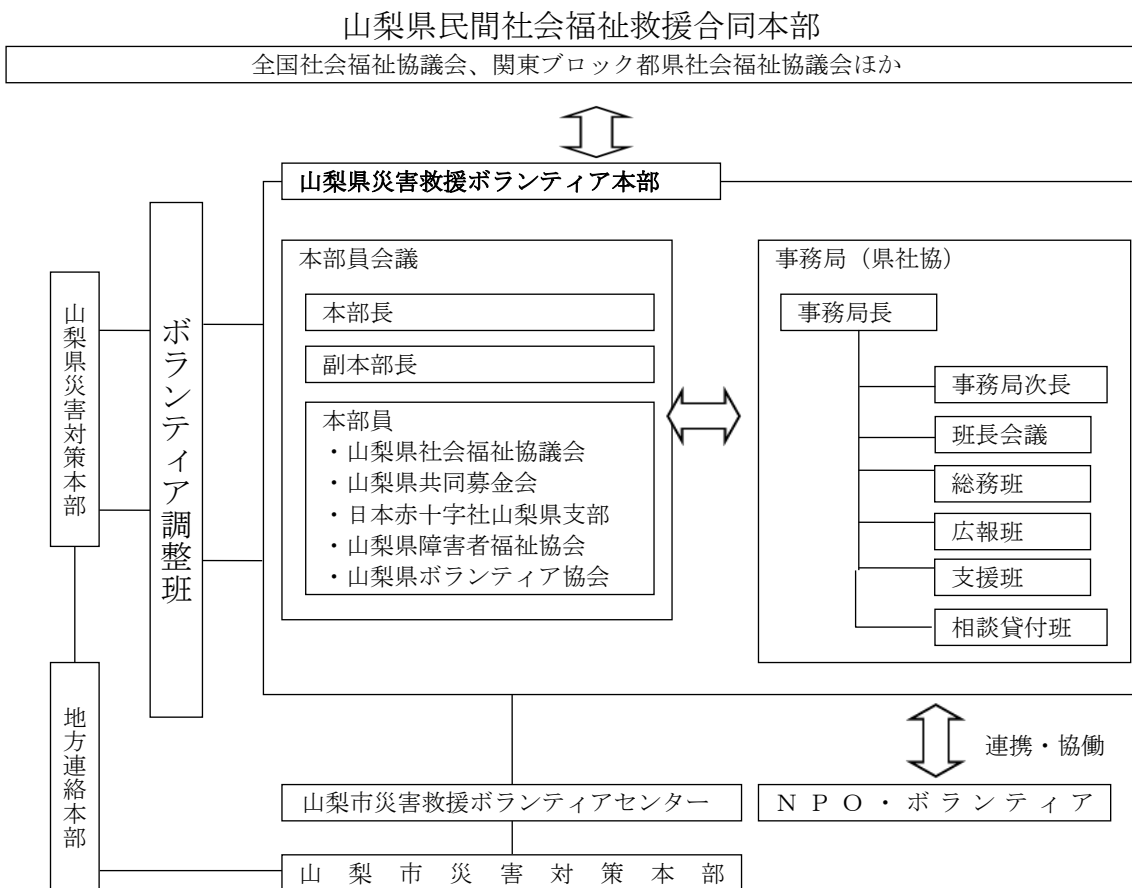 山梨県民間社会福祉救援合同本部
全国社会福祉協議会、関東ブロック都県社会福祉協議会ほか
山梨県災害救援ボランティア本部
山梨県災害対策本部
ボランティア調整班
地方連絡本部
本部員会議
本部長
副本部長
本部員
・山梨県社会福祉協議会
・山梨県共同募金会
・日本赤十字社山梨県支部
・山梨県障害者福祉協会
・山梨県ボランティア協会
事務局（県社協）
事務局長
事務局次長
班長会議
総務班
広報班
支援班
相談貸付班
連携・協働
山梨市災害救援ボランティアセンター
ＮＰＯ・ボランティア
山梨市災害対策本部